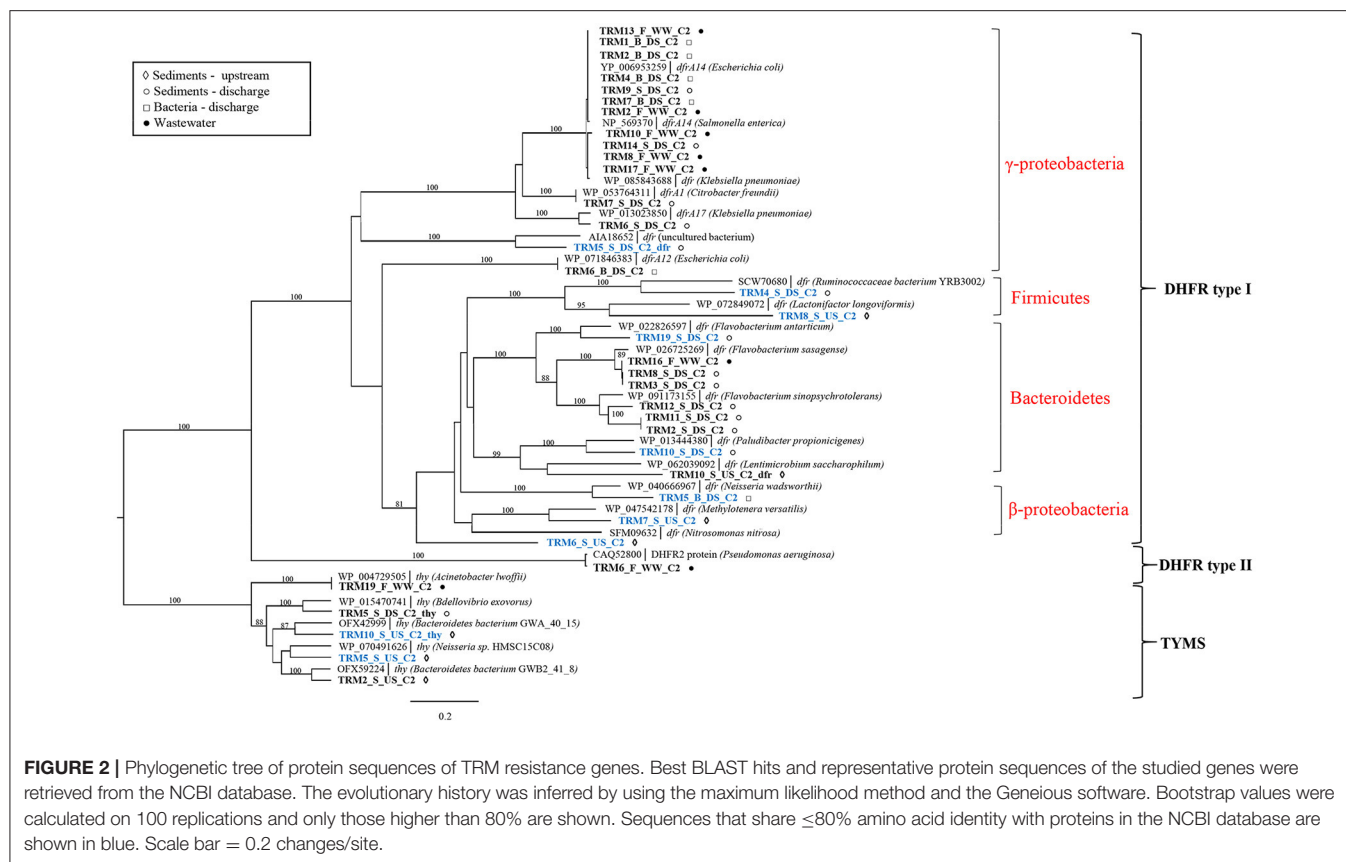 ◊ Sediments - upstream
○ Sediments - discharge
□ Bacteria - discharge
● Wastewater
TRM13_F_WW_C2 ●
TRM1_B_DS_C2 □
TRM2_B_DS_C2 □
YP_006953259 | dfrA14 (Escherichia coli)
TRM4_B_DS_C2 □
TRM9_S_DS_C2 ○
TRM7_B_DS_C2 □
TRM2_F_WW_C2 ●
NP_569370 | dfrA14 (Salmonella enterica)
100
TRM10_F_WW_C2 ●
TRM14_S_DS_C2 ○
TRM8_F_WW_C2 ●
TRM17_F_WW_C2 ●
WP_085843688 | dfr (Klebsiella pneumoniae)
100
WP_053764311 | dfrA1 (Citrobacter freundii)
100
TRM7_S_DS_C2 ○
WP_013023850 | dfrA17 (Klebsiella pneumoniae)
100
TRM6_S_DS_C2 ○
AIA18652 | dfr (uncultured bacterium)
100
TRM5_S_DS_C2_dfr ○
WP_071846383 | dfrA12 (Escherichia coli)
100
TRM6_B_DS_C2 □
γ-proteobacteria
SCW70680 | dfr (Ruminococcaceae bacterium YRB3002)
100
TRM4_S_DS_C2 ○
100
WP_072849072 | dfr (Lactonifactor longoviformis)
95
TRM8_S_US_C2 ◊
Firmicutes
DHFR type I
WP_022826597 | dfr (Flavobacterium antarcticum)
100
TRM19_S_DS_C2 ○
100
WP_026725269 | dfr (Flavobacterium sasagense)
100
89
TRM16_F_WW_C2 ●
TRM8_S_DS_C2 ○
88
TRM3_S_DS_C2 ○
WP_091173155 | dfr (Flavobacterium sinopsychrotolerans)
100
TRM12_S_DS_C2 ○
100
TRM11_S_DS_C2 ○
TRM2_S_DS_C2 ○
100
WP_013444380 | dfr (Paludibacter propionicigenes)
100
TRM10_S_DS_C2 ○
99
WP_062039092 | dfr (Lentimicrobium saccharophilum)
TRM10_S_US_C2_dfr ◊
Bacteroidetes
WP_040666967 | dfr (Neisseria wadsworthii)
100
TRM5_B_DS_C2 □
81
WP_047542178 | dfr (Methylotenera versatilis)
100
TRM7_S_US_C2 ◊
SFM09632 | dfr (Nitrosomonas nitrosa)
β-proteobacteria
TRM6_S_US_C2 ◊
CAQ52800 | DHFR2 protein (Pseudomonas aeruginosa)
100
TRM6_F_WW_C2 ●
DHFR type II
WP_004729505 | thy (Acinetobacter lwoffii)
100
TRM19_F_WW_C2 ●
100
WP_015470741 | thy (Bdellovibrio exovorus)
100
TRM5_S_DS_C2_thy ○
88
OFX42999 | thy (Bacteroidetes bacterium GWA_40_15)
87
TRM10_S_US_C2_thy ◊
WP_070491626 | thy (Neisseria sp. HMSC15C08)
TRM5_S_US_C2 ◊
OFX59224 | thy (Bacteroidetes bacterium GWB2_41_8)
100
TRM2_S_US_C2 ◊
TYMS
0.2
FIGURE 2 | Phylogenetic tree of protein sequences of TRM resistance genes. Best BLAST hits and representative protein sequences of the studied genes were
retrieved from the NCBI database. The evolutionary history was inferred by using the maximum likelihood method and the Geneious software. Bootstrap values were
calculated on 100 replications and only those higher than 80% are shown. Sequences that share ≤80% amino acid identity with proteins in the NCBI database are
shown in blue. Scale bar = 0.2 changes/site.